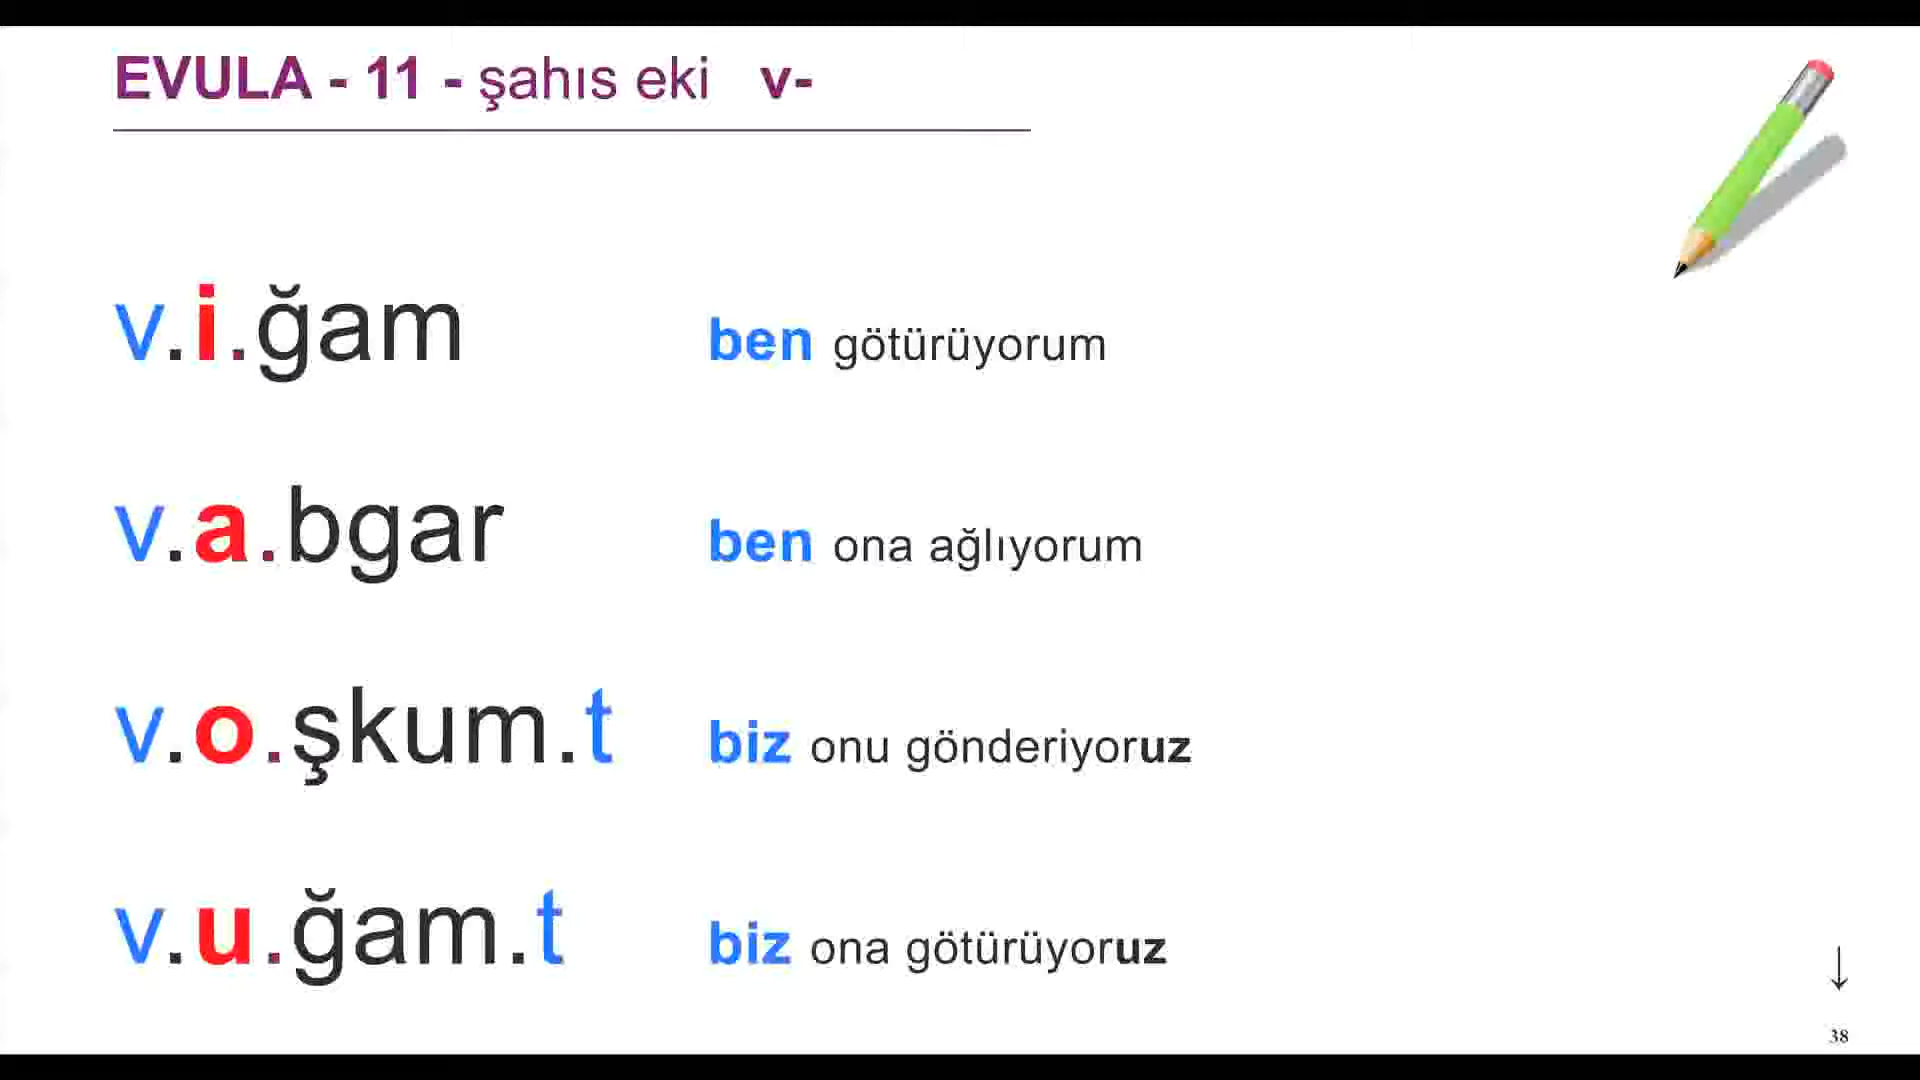 EVULA - 11 - şahıs eki v-
v.i.ğam ben götürüyorum
v.a.bgar ben ona ağlıyorum
v.o.şkum.t biz onu gönderiyoruz
v.u.ğam.t biz ona götürüyoruz
↓
38